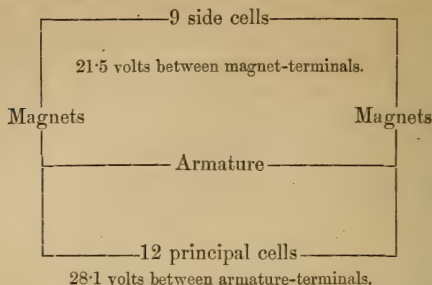 9 side cells
21·5 volts between magnet-terminals.
Magnets Magnets
Armature
12 principal cells
28·1 volts between armature-terminals.